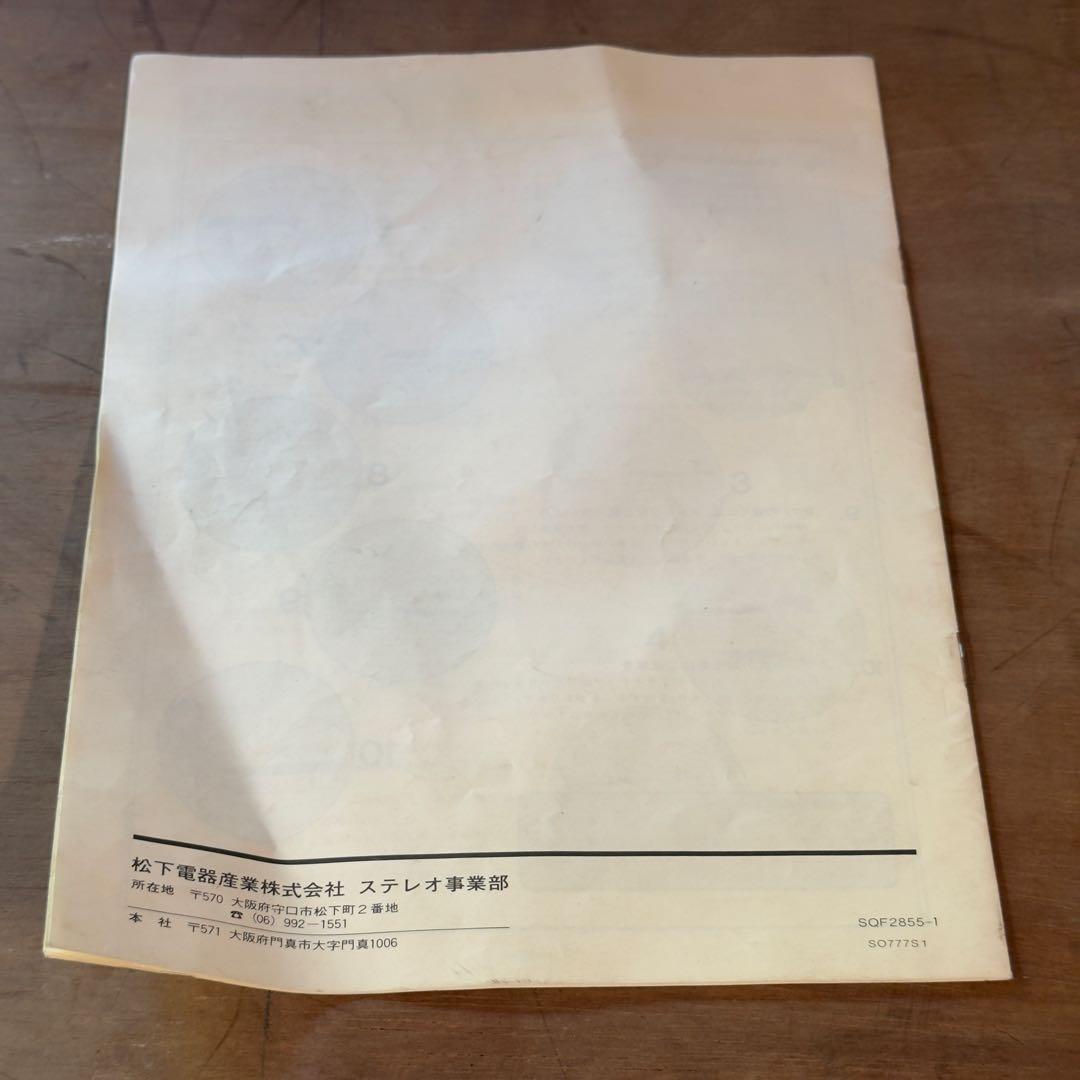 松下電器産業株式会社 ステレオ事業部
所在地 〒570 大阪府守口市松下町2番地
☎ (06) 992-1551
本社 〒571 大阪府門真市大字門真1006
SQF2855-1
SO777S1